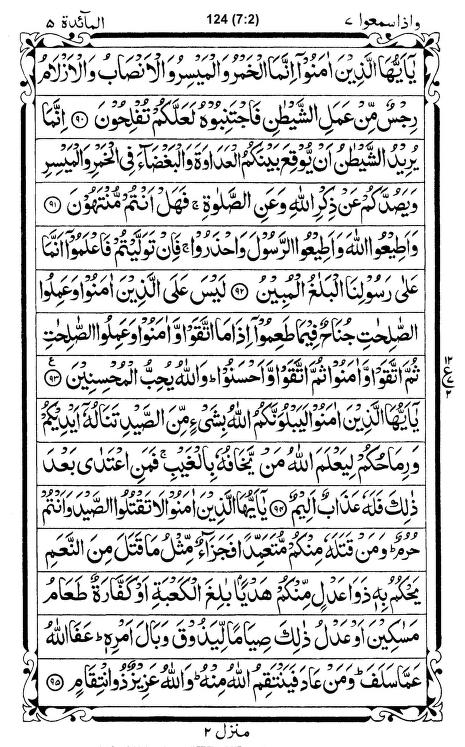 واذا سمعوا ٧ 124 (7:2) المآئدة ٥
يٰۤاَيُّهَا الَّذِيْنَ اٰمَنُوْۤا اِنَّمَا الْخَمْرُ وَالْمَيْسِرُ وَالْاَنْصَابُ وَالْاَزْلَامُ
رِجْسٌ مِّنْ عَمَلِ الشَّيْطٰنِ فَاجْتَنِبُوْهُ لَعَلَّكُمْ تُفْلِحُوْنَ ﴿٩٠﴾ اِنَّمَا
يُرِيْدُ الشَّيْطٰنُ اَنْ يُّوْقِعَ بَيْنَكُمُ الْعَدَاوَةَ وَالْبَغْضَآءَ فِى الْخَمْرِ وَالْمَيْسِرِ
وَيَصُدَّكُمْ عَنْ ذِكْرِ اللّٰهِ وَعَنِ الصَّلٰوةِ ۚ فَهَلْ اَنْتُمْ مُّنْتَهُوْنَ ﴿٩١﴾
وَاَطِيْعُوا اللّٰهَ وَاَطِيْعُوا الرَّسُوْلَ وَاحْذَرُوْا ۚ فَاِنْ تَوَلَّيْتُمْ فَاعْلَمُوْۤا اَنَّمَا
عَلٰى رَسُوْلِنَا الْبَلٰغُ الْمُبِيْنُ ﴿٩٢﴾ لَيْسَ عَلَى الَّذِيْنَ اٰمَنُوْا وَعَمِلُوا
الصّٰلِحٰتِ جُنَاحٌ فِيْمَا طَعِمُوْۤا اِذَا مَا اتَّقَوْا وَّاٰمَنُوْا وَعَمِلُوا الصّٰلِحٰتِ
ثُمَّ اتَّقَوْا وَّاٰمَنُوْا ثُمَّ اتَّقَوْا وَّاَحْسَنُوْا ؕ وَاللّٰهُ يُحِبُّ الْمُحْسِنِيْنَ ﴿٩٣﴾ ع
١٢ ع ٧ ٢
يٰۤاَيُّهَا الَّذِيْنَ اٰمَنُوْا لَيَبْلُوَنَّكُمُ اللّٰهُ بِشَىْءٍ مِّنَ الصَّيْدِ تَنَالُهٗۤ اَيْدِيْكُمْ
وَرِمَاحُكُمْ لِيَعْلَمَ اللّٰهُ مَنْ يَّخَافُهٗ بِالْغَيْبِ ۚ فَمَنِ اعْتَدٰى بَعْدَ
ذٰلِكَ فَلَهٗ عَذَابٌ اَلِيْمٌ ﴿٩٤﴾ يٰۤاَيُّهَا الَّذِيْنَ اٰمَنُوْا لَا تَقْتُلُوا الصَّيْدَ وَاَنْتُمْ
حُرُمٌ ؕ وَمَنْ قَتَلَهٗ مِنْكُمْ مُّتَعَمِّدًا فَجَزَآءٌ مِّثْلُ مَا قَتَلَ مِنَ النَّعَمِ
يَحْكُمُ بِهٖ ذَوَا عَدْلٍ مِّنْكُمْ هَدْيًۢا بٰلِغَ الْكَعْبَةِ اَوْ كَفَّارَةٌ طَعَامُ
مَسٰكِيْنَ اَوْ عَدْلُ ذٰلِكَ صِيَامًا لِّيَذُوْقَ وَبَالَ اَمْرِهٖ ؕ عَفَا اللّٰهُ
عَمَّا سَلَفَ ؕ وَمَنْ عَادَ فَيَنْتَقِمُ اللّٰهُ مِنْهُ ؕ وَاللّٰهُ عَزِيْزٌ ذُو انْتِقَامٍ ﴿٩٥﴾
منزل ٢